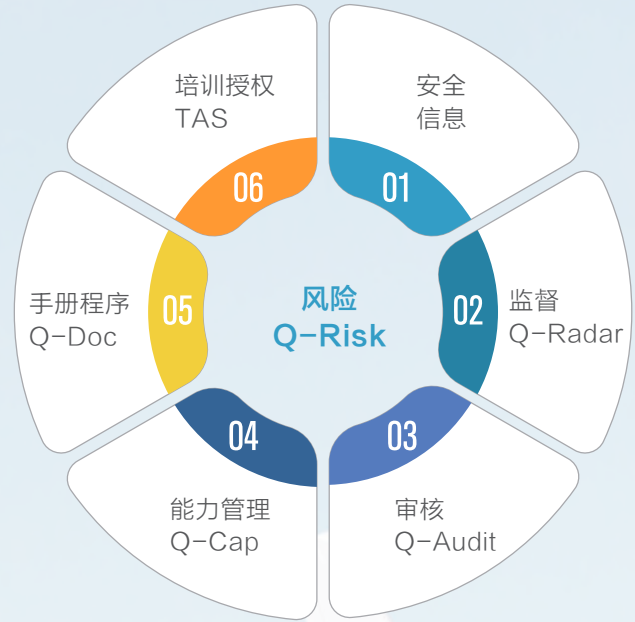 风险
Q-Risk
01
安全
信息
02
监督
Q-Radar
03
审核
Q-Audit
04
能力管理
Q-Cap
05
手册程序
Q-Doc
06
培训授权
TAS